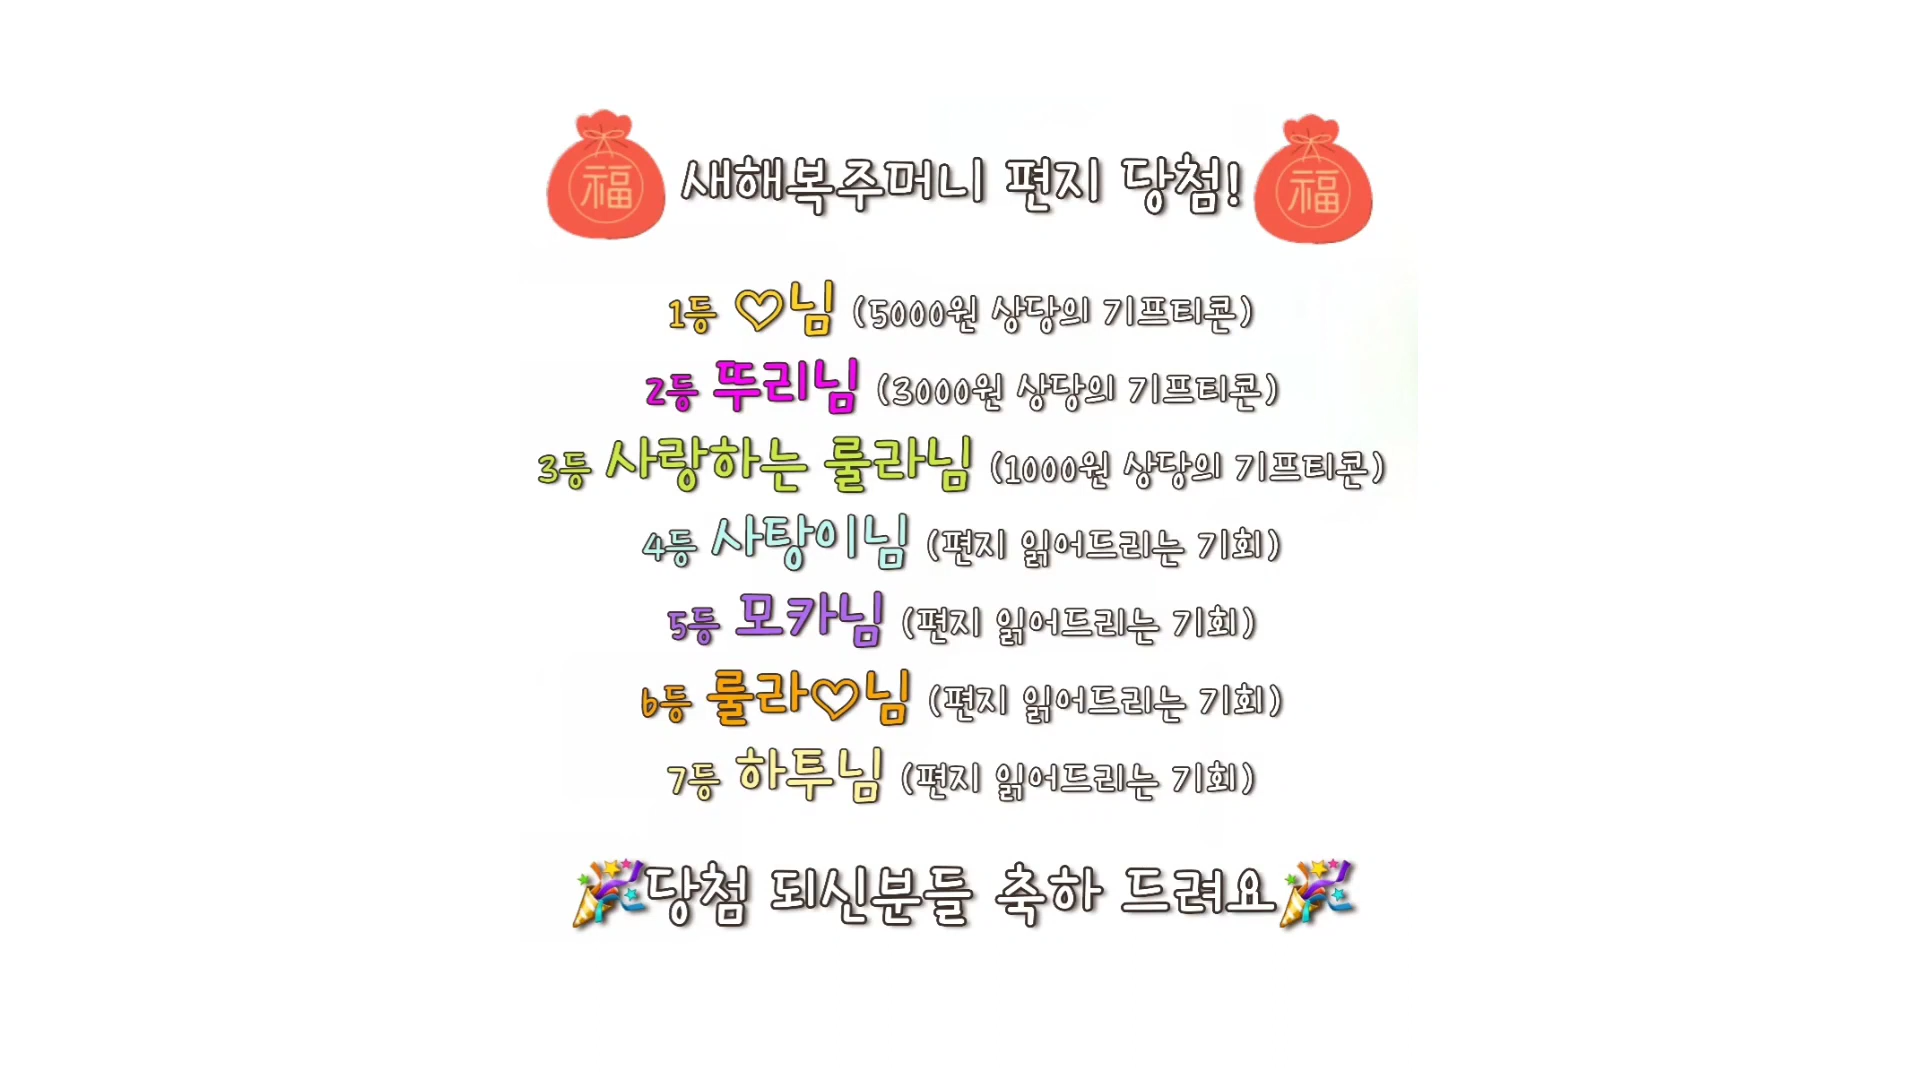 福 새해복주머니 편지 당첨! 福
1등 ♡님 (5000원 상당의 기프티콘)
2등 뚜리님 (3000원 상당의 기프티콘)
3등 사랑하는 룰라님 (1000원 상당의 기프티콘)
4등 사탕이님 (편지 읽어드리는 기회)
5등 모카님 (편지 읽어드리는 기회)
6등 룰라♡님 (편지 읽어드리는 기회)
7등 하투님 (편지 읽어드리는 기회)
🎉당첨 되신분들 축하 드려요🎉